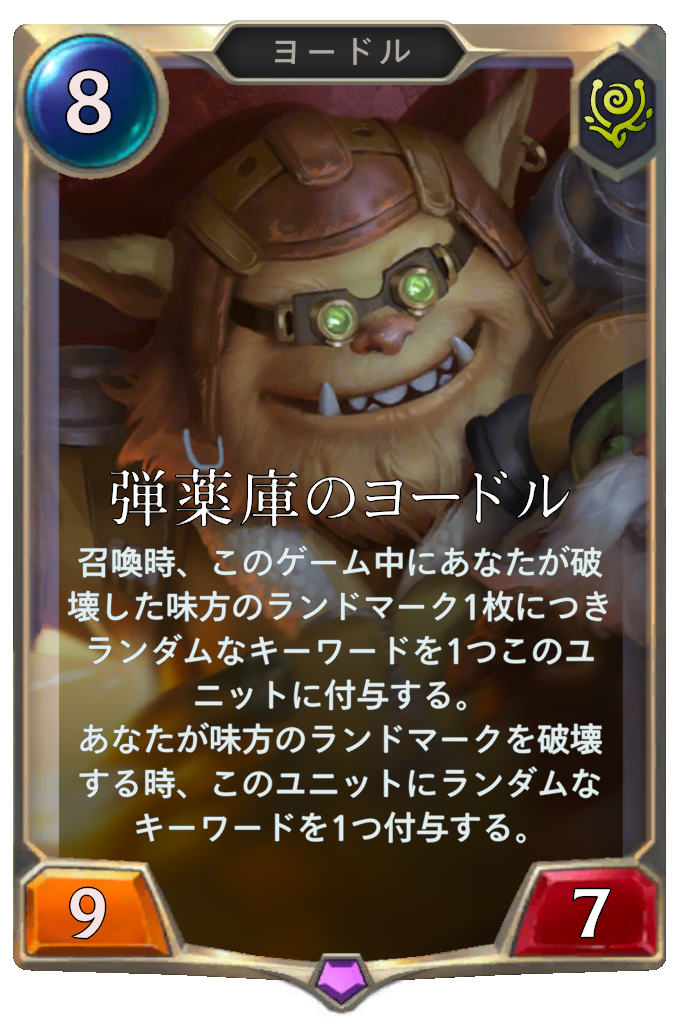 ヨードル
8
弾薬庫のヨードル
召喚時、このゲーム中にあなたが破
壊した味方のランドマーク1枚につき
ランダムなキーワードを1つこのユ
ニットに付与する。
あなたが味方のランドマークを破壊
する時、このユニットにランダムな
キーワードを1つ付与する。
9
7